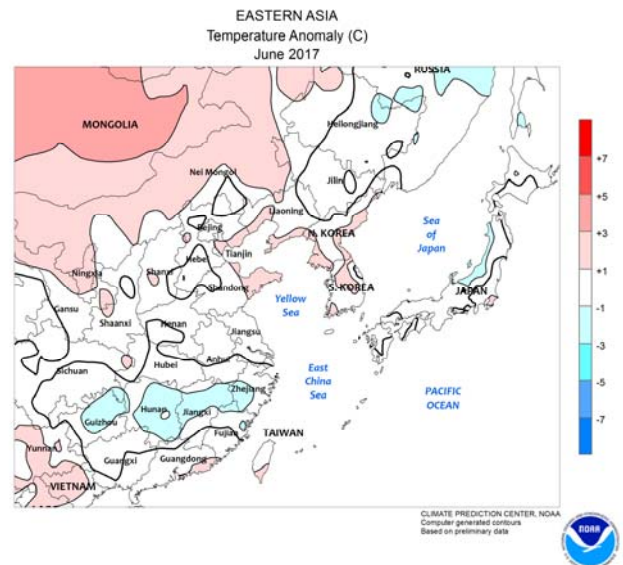 EASTERN ASIA
Temperature Anomaly (C)
June 2017
RUSSIA
MONGOLIA
Heilongjiang
Nei Mongol
Jilin
Liaoning
Beijing
N. KOREA
Sea
of
Japan
Hebe
Tianjin
Ningxia
Shanxi
Shandong
S. KOREA
JAPAN
Yellow
Sea
Gansu
Shaanxi
Henan
Jiangsu
Anhui
Sichuan
Hubei
East
China
Sea
Zhejiang
PACIFIC
OCEAN
Hunan
Jiangxi
Guizhou
Fujian
TAIWAN
Yunnan
Guangxi
Guangdong
VIETNAM
+7
+5
+3
+1
-1
-3
-5
-7
CLIMATE PREDICTION CENTER, NOAA
Computer generated contours
Based on preliminary data
NOAA